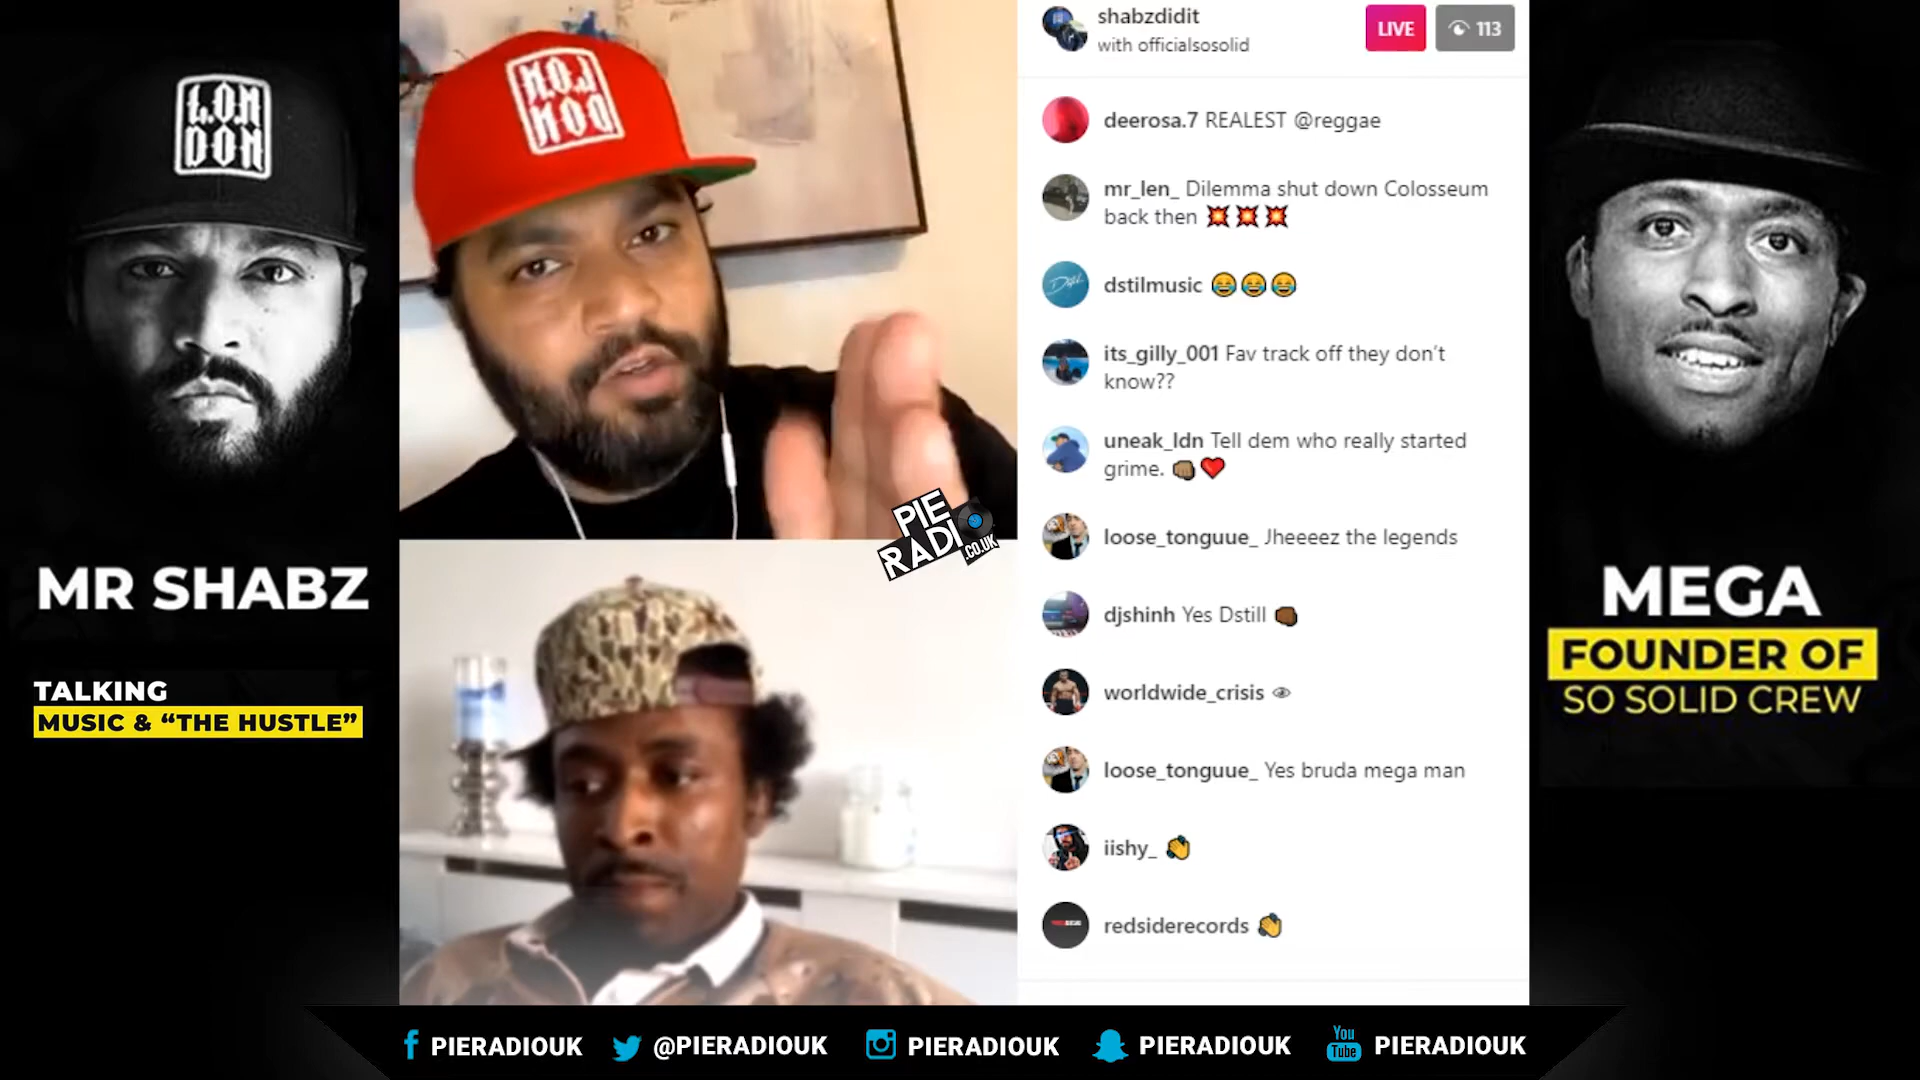 LON
DON
MR SHABZ
TALKING
MUSIC & “THE HUSTLE”
LON
DON
PIE
RADIO
.CO.UK
shabzdidit
with officialsosolid
LIVE
113
deerosa.7 REALEST @reggae
mr_len_ Dilemma shut down Colosseum
back then 💥💥💥
dstilmusic 😂😂😂
its_gilly_001 Fav track off they don’t
know??
uneak_ldn Tell dem who really started
grime. 👊🏽❤️
loose_tonguue_ Jheeeez the legends
djshinh Yes Dstill 👊🏾
worldwide_crisis 👁
loose_tonguue_ Yes bruda mega man
iishy_ 👏
redsiderecords 👏
MEGA
FOUNDER OF
SO SOLID CREW
PIERADIOUK
@PIERADIOUK
PIERADIOUK
PIERADIOUK
You
Tube
PIERADIOUK